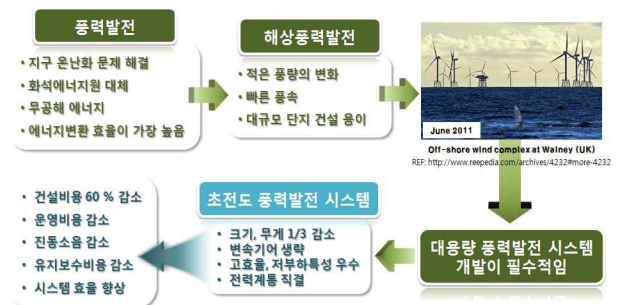 풍력발전
• 지구 온난화 문제 해결
• 화석에너지원 대체
• 무공해 에너지
• 에너지변환 효율이 가장 높음
해상풍력발전
• 적은 풍량의 변화
• 빠른 풍속
• 대규모 단지 건설 용이
June 2011
Off-shore wind complex at Walney (UK)
REF: http://www.reepedia.com/archives/4232#more-4232
대용량 풍력발전 시스템
개발이 필수적임
초전도 풍력발전 시스템
• 크기, 무게 1/3 감소
• 변속기어 생략
• 고효율, 저부하특성 우수
• 전력계통 직결
• 건설비용 60 % 감소
• 운영비용 감소
• 진동소음 감소
• 유지보수비용 감소
• 시스템 효율 향상